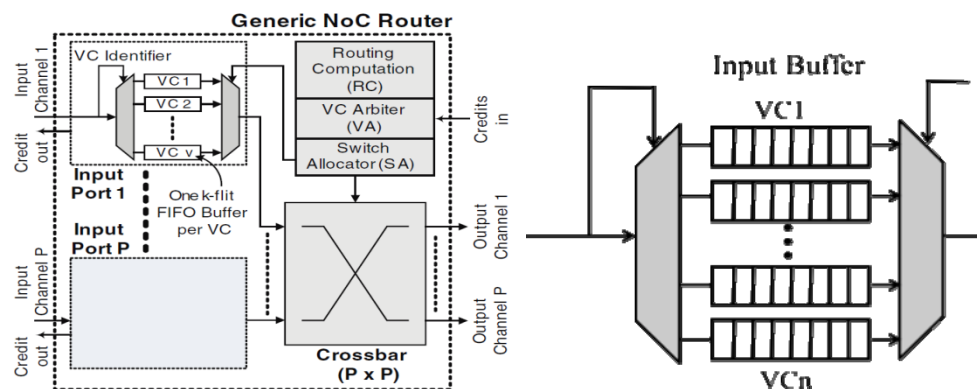 Generic NoC Router
VC Identifier
Input
Channel 1
Credit
out
VC 1
VC 2
VC v
Input
Port 1
One k-flit
FIFO Buffer
per VC
Routing
Computation
(RC)
VC Arbiter
(VA)
Switch
Allocator (SA)
Credits
in
Input
Port P
Input
Channel P
Credit
out
Output
Channel 1
Output
Channel P
Crossbar
(P x P)
Input Buffer
VC1
VCn